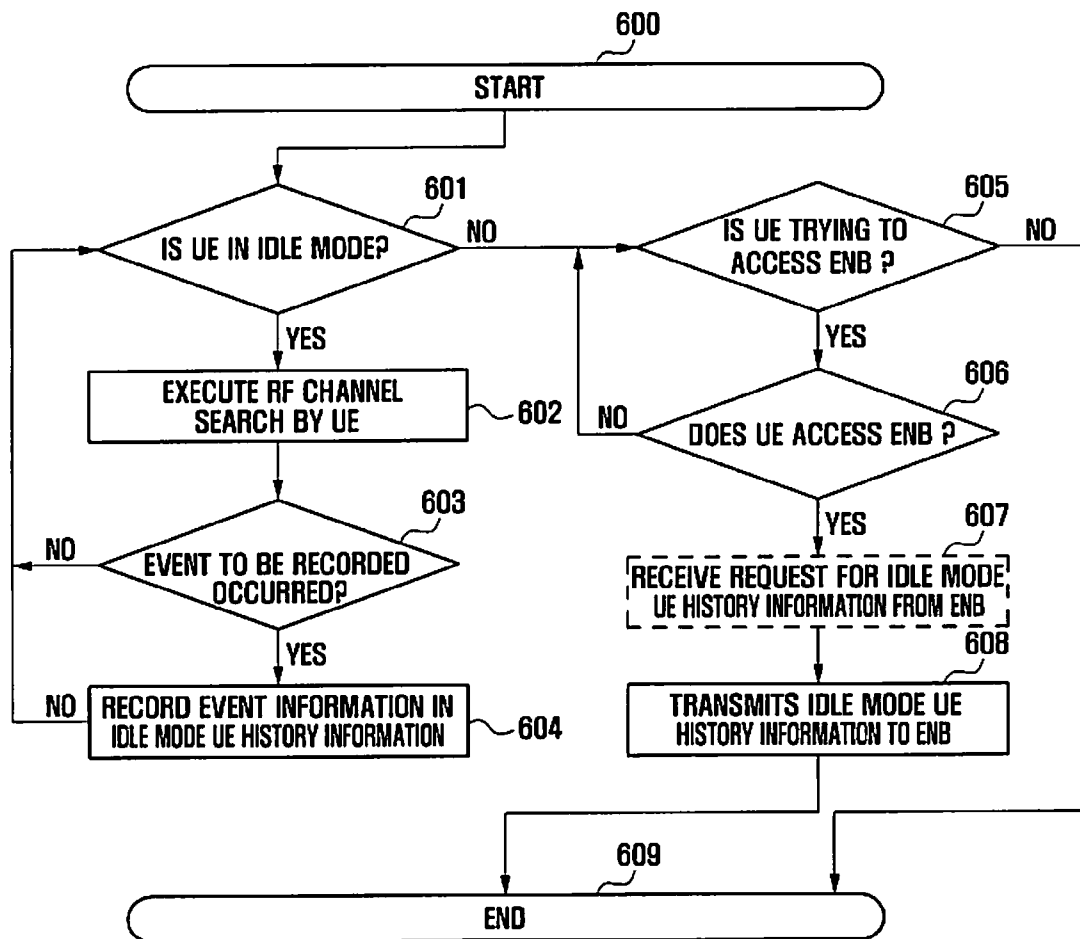 600
START
601
IS UE IN IDLE MODE?
NO
YES
EXECUTE RF CHANNEL
SEARCH BY UE
602
603
NO
EVENT TO BE RECORDED
OCCURRED?
YES
NO
RECORD EVENT INFORMATION IN
IDLE MODE UE HISTORY INFORMATION
604
605
IS UE TRYING TO
ACCESS ENB ?
NO
YES
606
NO
DOES UE ACCESS ENB ?
YES
607
RECEIVE REQUEST FOR IDLE MODE
UE HISTORY INFORMATION FROM ENB
608
TRANSMITS IDLE MODE UE
HISTORY INFORMATION TO ENB
609
END